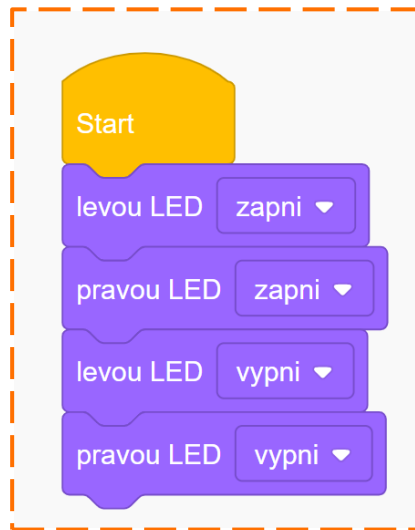 Start
levou LED zapni
pravou LED zapni
levou LED vypni
pravou LED vypni